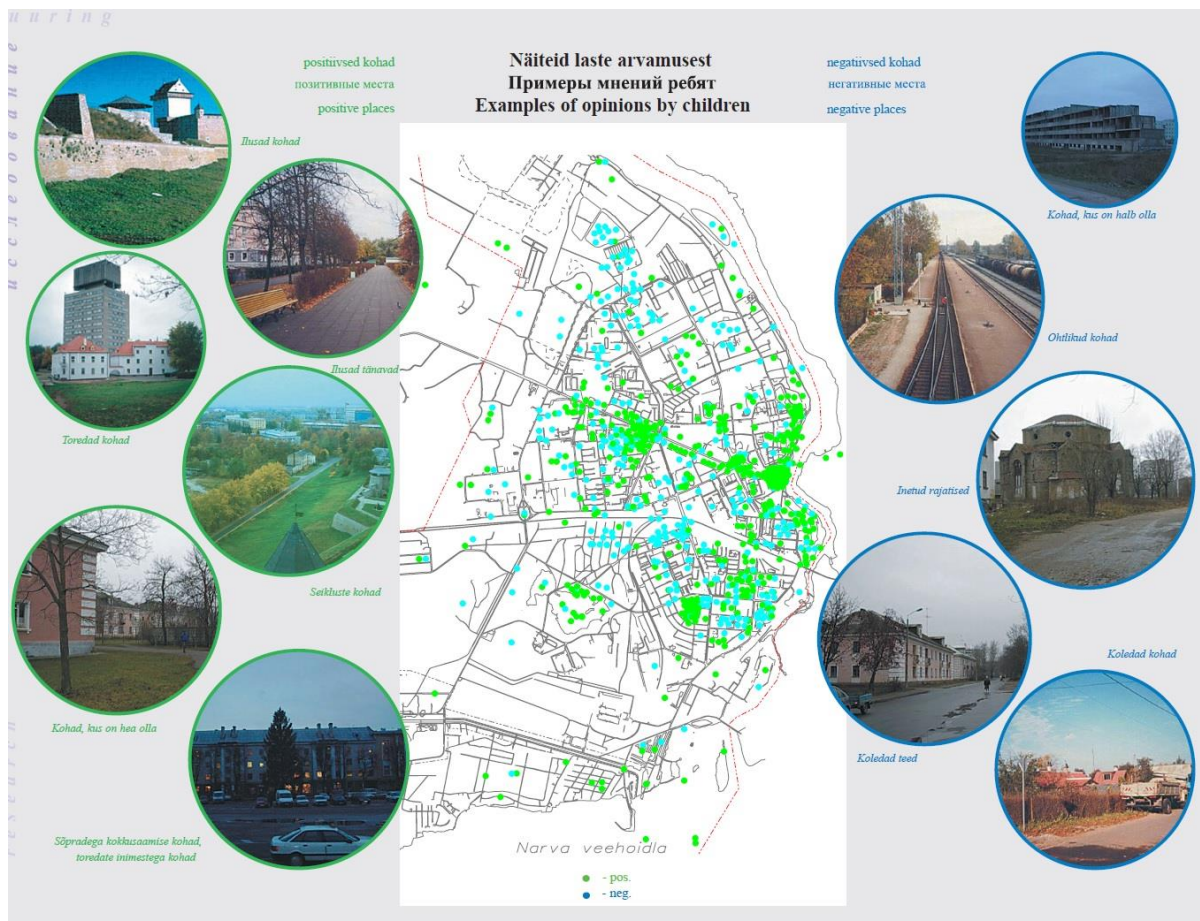 uuring
исследование
research
positiivsed kohad
позитивные места
positive places
Näiteid laste arvamusest
Примеры мнений ребят
Examples of opinions by children
negatiivsed kohad
негативные места
negative places
Ilusad kohad
Ilusad tänavad
Toredad kohad
Seikluste kohad
Kohad, kus on hea olla
Sõpradega kokkusaamise kohad,
toredate inimestega kohad
Kohad, kus on halb olla
Ohtlikud kohad
Inetud rajatised
Koledad teed
Koledad kohad
Narva veehoidla
- pos.
- neg.